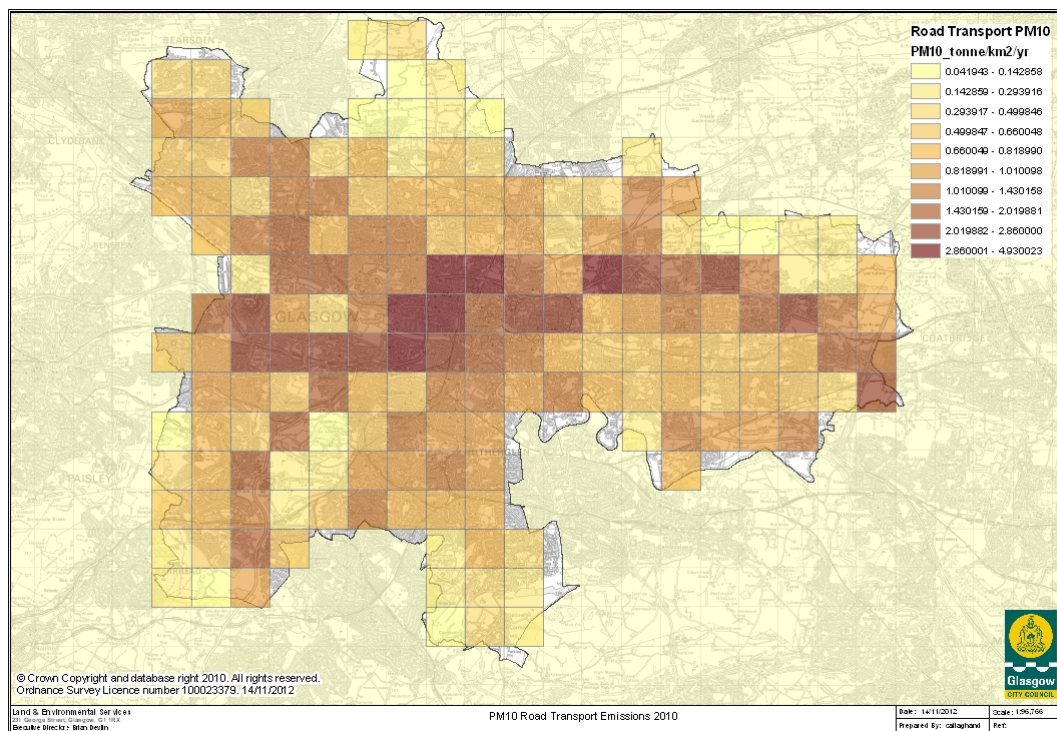 Road Transport PM10
PM10_tonne/km2/yr
0.041943 - 0.142858
0.142859 - 0.293916
0.293917 - 0.499846
0.499847 - 0.660048
0.660049 - 0.818990
0.818991 - 1.010098
1.010099 - 1.430158
1.430159 - 2.019881
2.019882 - 2.860000
2.860001 - 4.930023
BEARSDEN
CLYDEBANK
RENFREW
GLASGOW
COATBRIDGE
PAISLEY
© Crown Copyright and database right 2010. All rights reserved.
Ordnance Survey Licence number 100023379. 14/11/2012
Glasgow
CITY COUNCIL
Land & Environmental Services
231 George Street, Glasgow, G1 1RX
Executive Director: Brian Devlin
PM10 Road Transport Emissions 2010
Date: 14/11/2012
Scale: 1:96,766
Prepared By: callaghand
Ref: